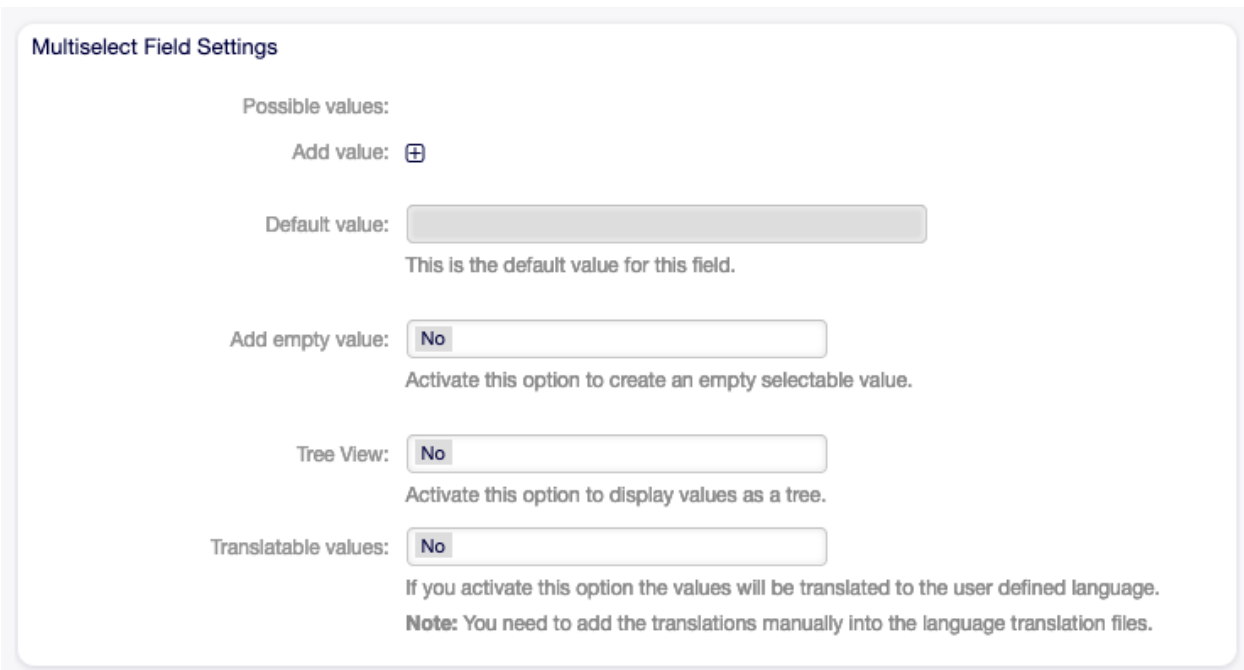 Multiselect Field Settings
Possible values:
Add value:
Default value:
This is the default value for this field.
Add empty value: No
Activate this option to create an empty selectable value.
Tree View: No
Activate this option to display values as a tree.
Translatable values: No
If you activate this option the values will be translated to the user defined language.
Note: You need to add the translations manually into the language translation files.